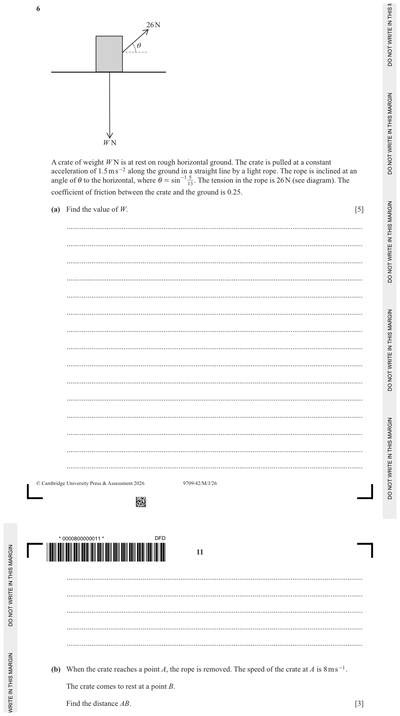 6
26 N
θ
W N
A crate of weight W N is at rest on rough horizontal ground. The crate is pulled at a constant
acceleration of 1.5 m s⁻² along the ground in a straight line by a light rope. The rope is inclined at an
angle of θ to the horizontal, where θ = sin⁻¹ 5/13. The tension in the rope is 26 N (see diagram). The
coefficient of friction between the crate and the ground is 0.25.
(a) Find the value of W. [5]
© Cambridge University Press & Assessment 2026 9709/42/M/J/26
DO NOT WRITE IN THIS MARGIN
DO NOT WRITE IN THIS MARGIN
DO NOT WRITE IN THIS MARGIN
DO NOT WRITE IN THIS MARGIN
DO NOT WRITE IN THIS MARGIN
* 0000800000011 * DFD
11
(b) When the crate reaches a point A, the rope is removed. The speed of the crate at A is 8 m s⁻¹.
The crate comes to rest at a point B.
Find the distance AB. [3]
DO NOT WRITE IN THIS MARGIN
WRITE IN THIS MARGIN